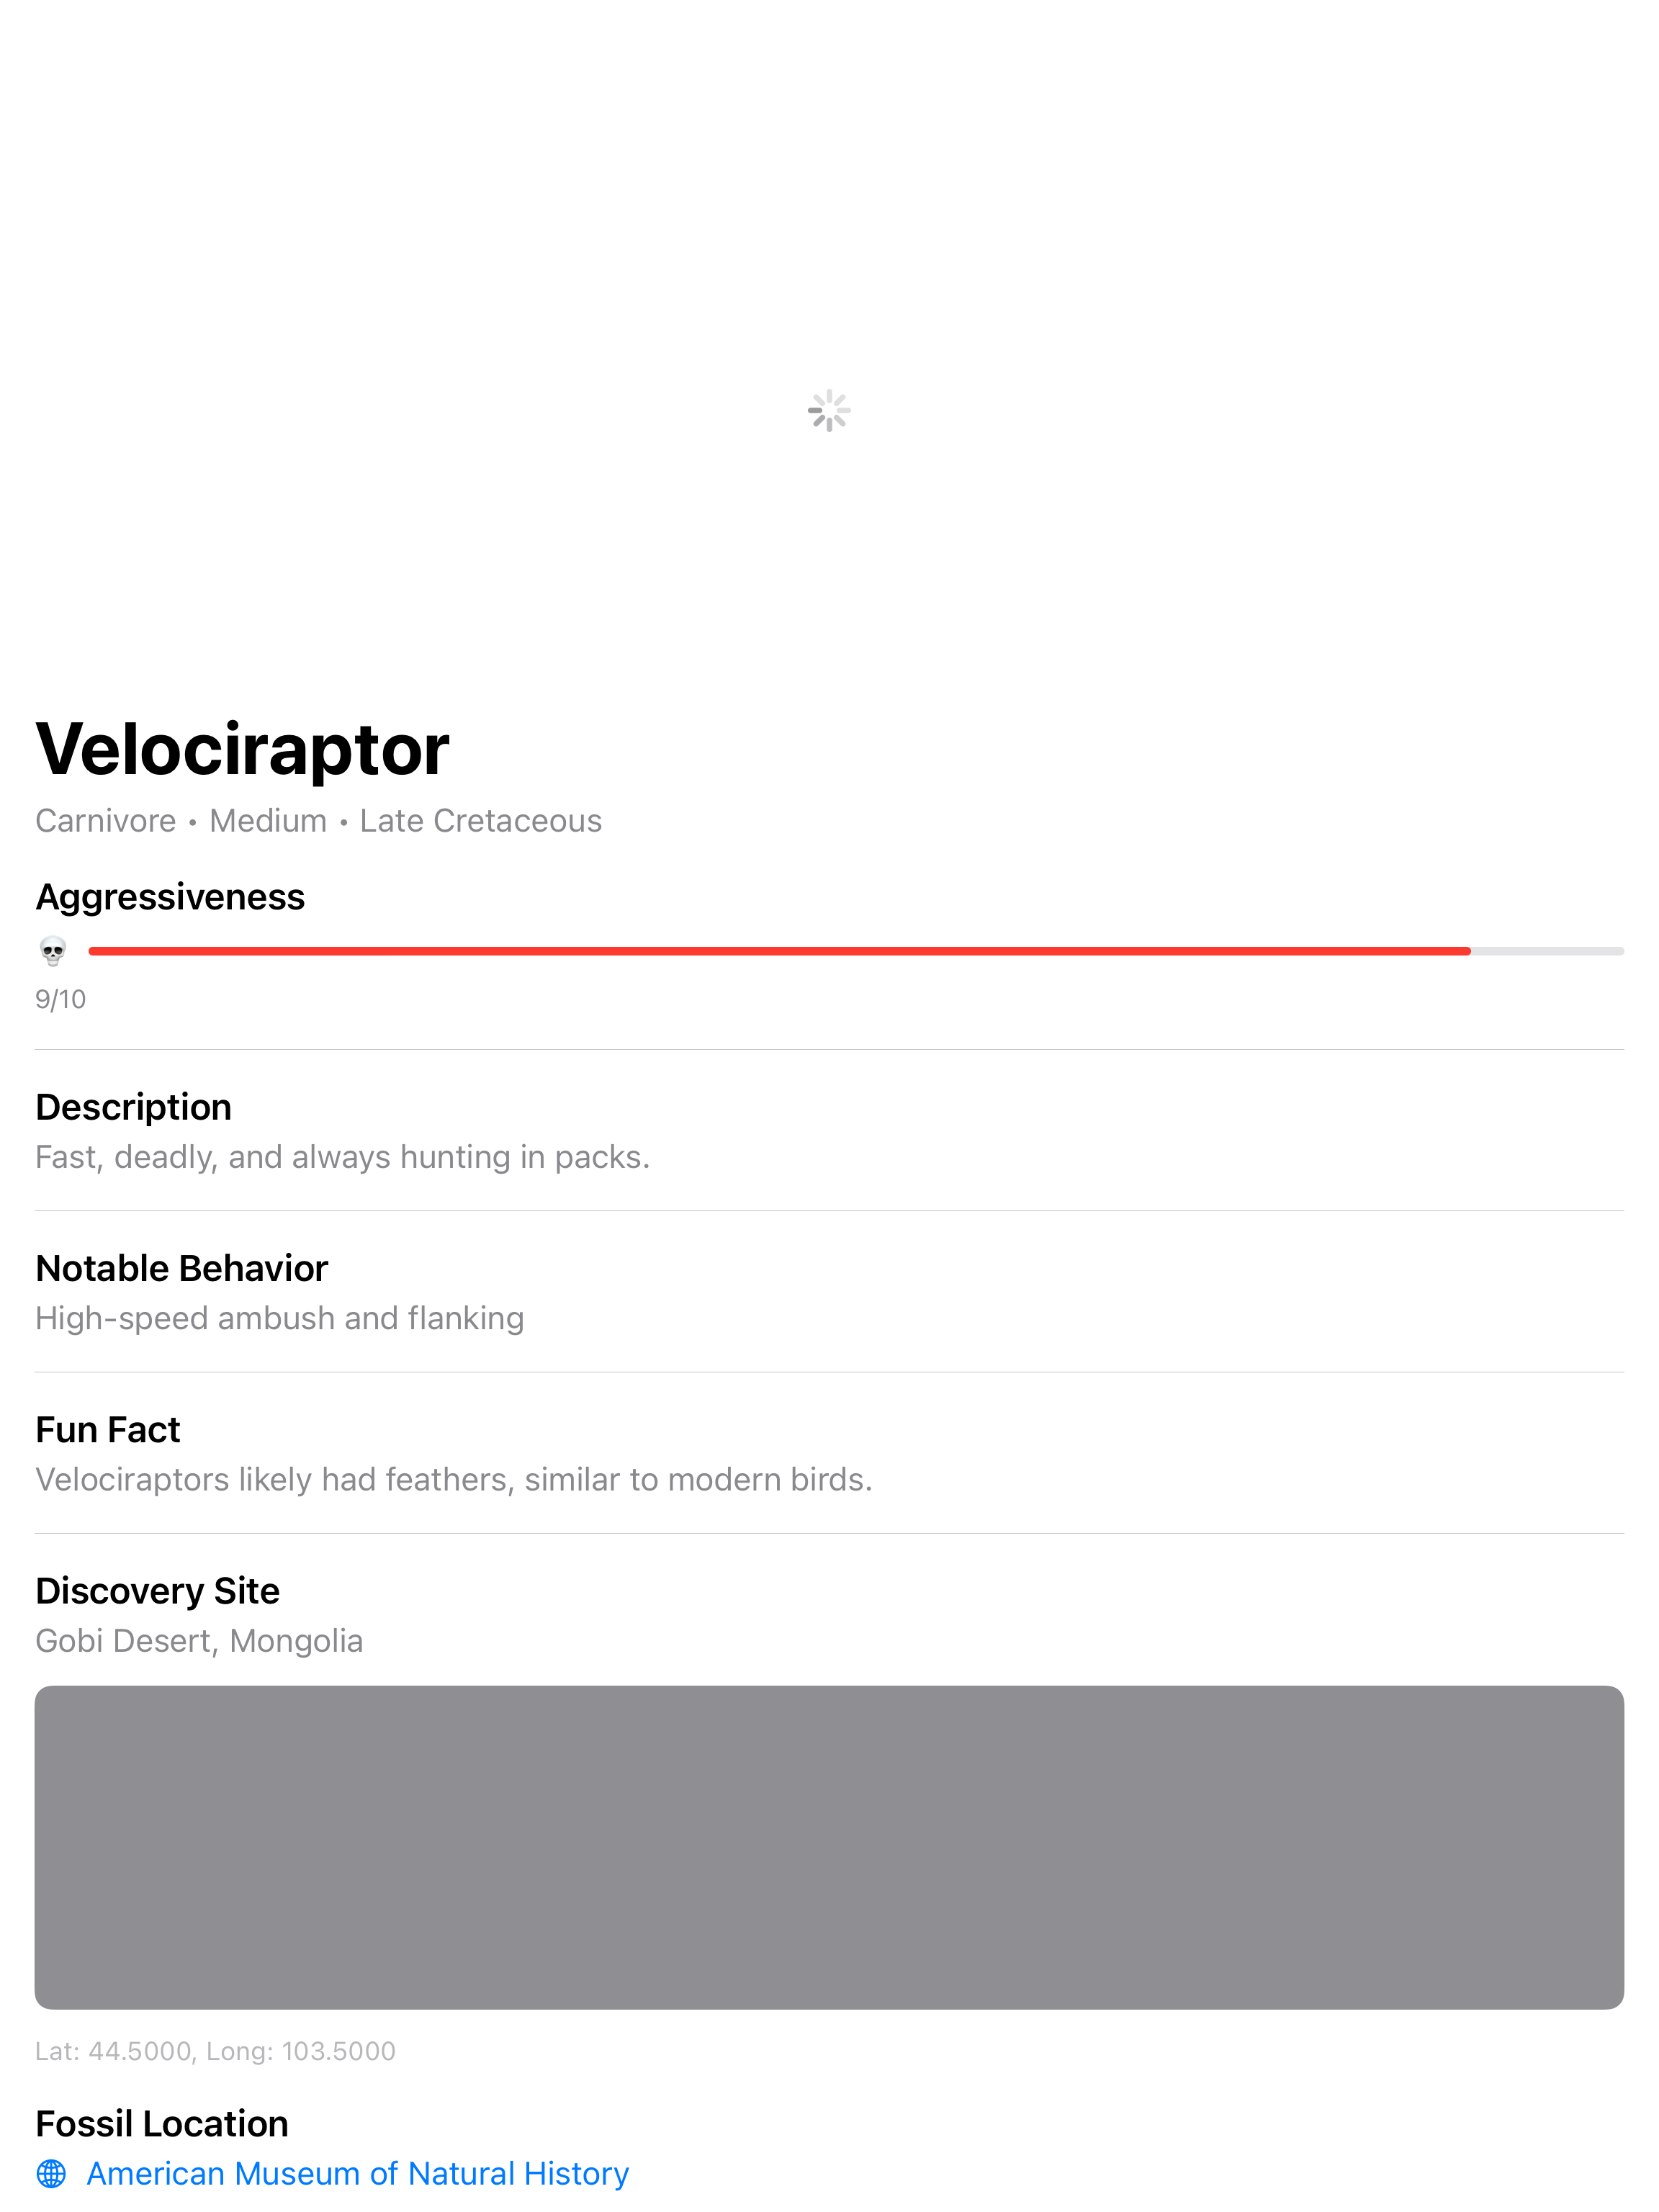 Velociraptor
Carnivore • Medium • Late Cretaceous
Aggressiveness
9/10
Description
Fast, deadly, and always hunting in packs.
Notable Behavior
High-speed ambush and flanking
Fun Fact
Velociraptors likely had feathers, similar to modern birds.
Discovery Site
Gobi Desert, Mongolia
Lat: 44.5000, Long: 103.5000
Fossil Location
American Museum of Natural History